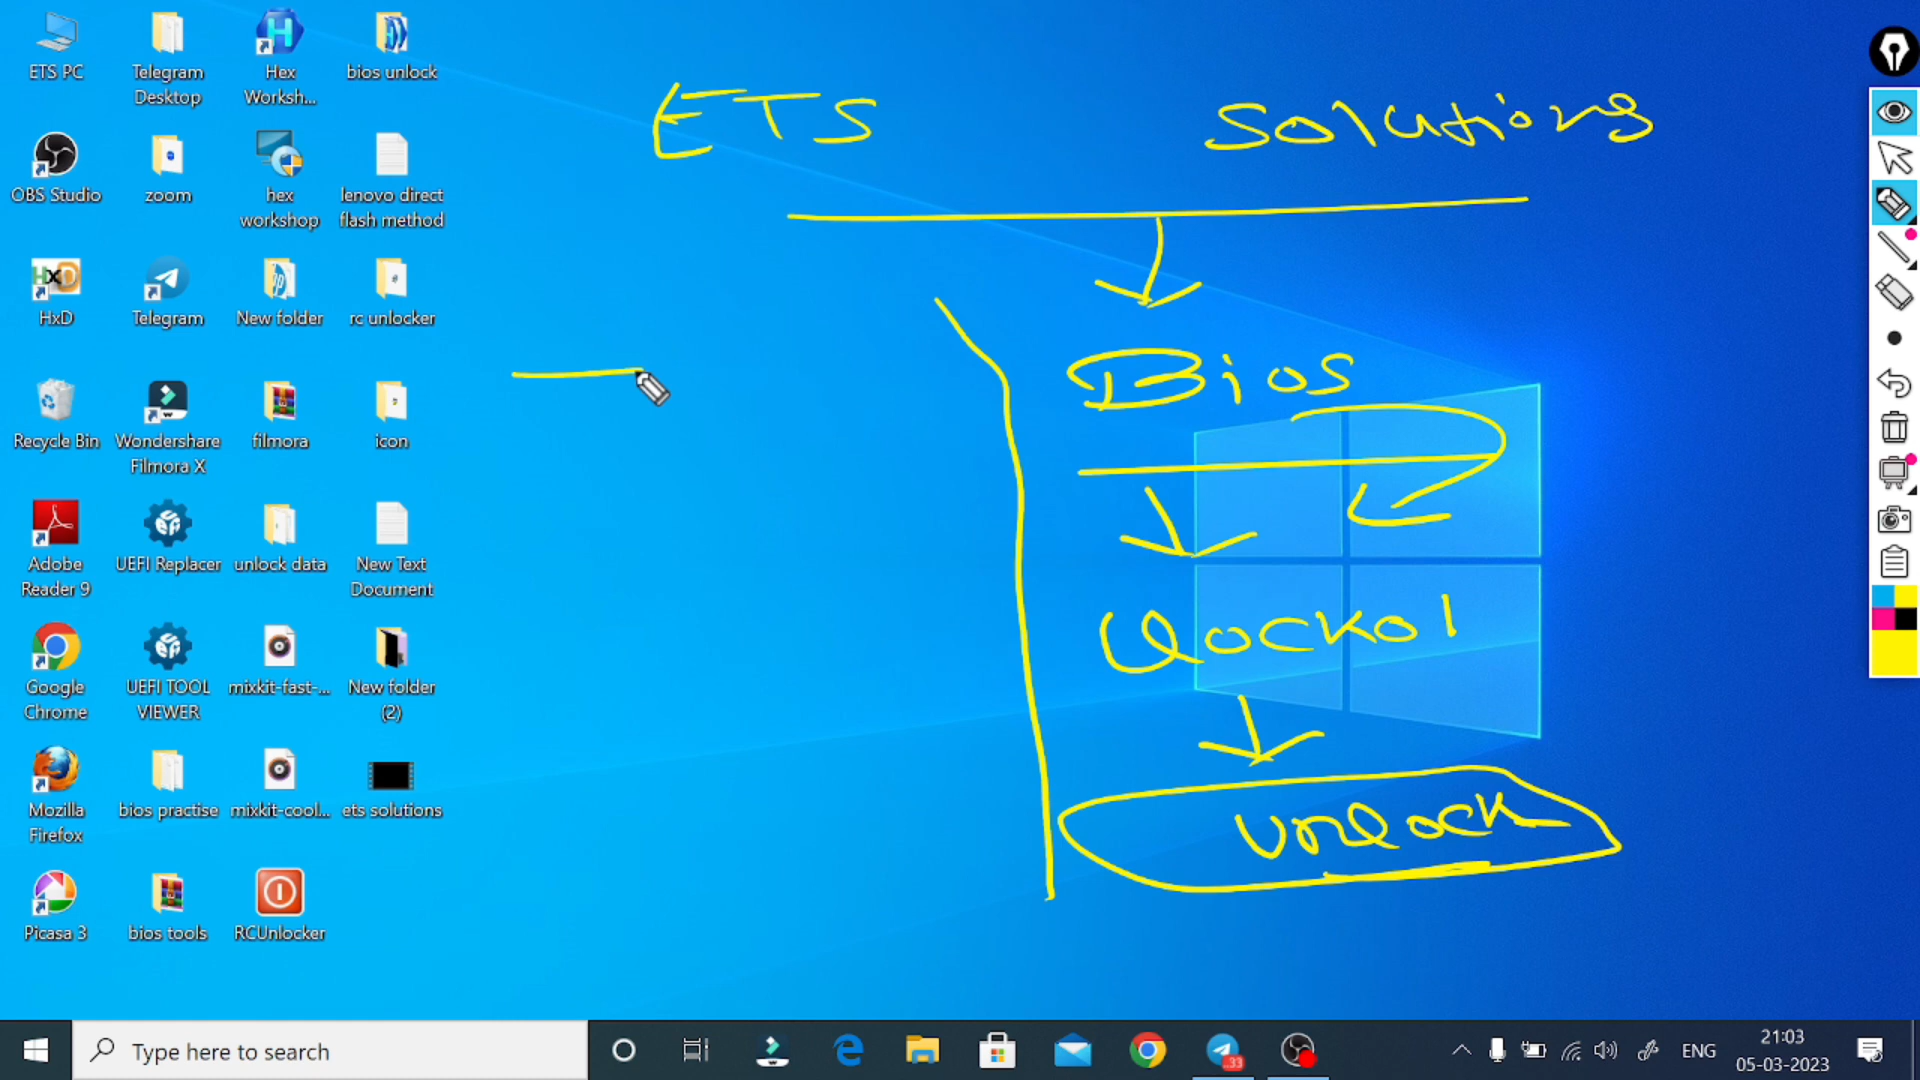 ETS PC
Telegram
Desktop
Hex
Worksh...
bios unlock
OBS Studio
zoom
hex
workshop
lenovo direct
flash method
HxD
Telegram
New folder
rc unlocker
Recycle Bin
Wondershare
Filmora X
filmora
icon
Adobe
Reader 9
UEFI Replacer
unlock data
New Text
Document
Google
Chrome
UEFI TOOL
VIEWER
mixkit-fast-...
New folder
(2)
Mozilla
Firefox
bios practise
mixkit-cool...
ets solutions
Picasa 3
bios tools
RCUnlocker
ETS Solutions
Bios
Unlock
Type here to search
33
ENG
21:03
05-03-2023